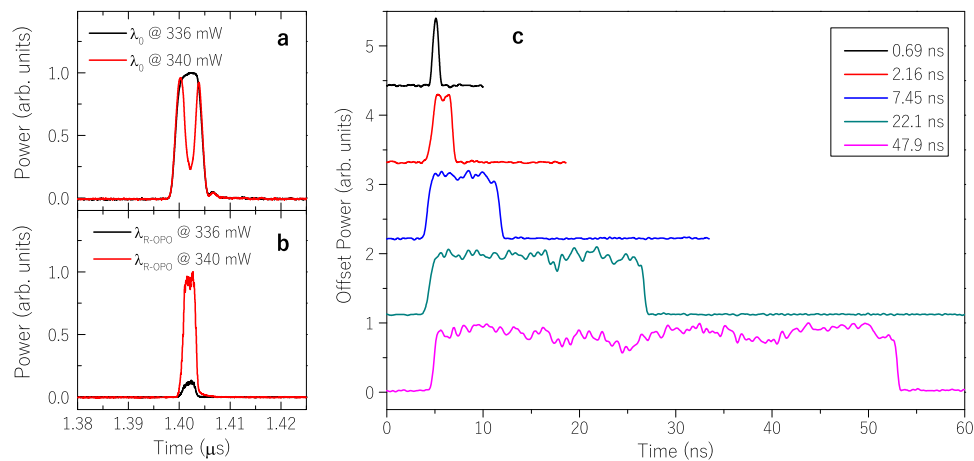 λ0 @ 336 mW
λ0 @ 340 mW
a
Power (arb. units)
1.0
0.5
0.0
λR-OPO @ 336 mW
λR-OPO @ 340 mW
b
Power (arb. units)
1.0
0.5
0.0
1.38
1.39
1.40
1.41
1.42
Time (μs)
c
0.69 ns
2.16 ns
7.45 ns
22.1 ns
47.9 ns
Offset Power (arb. units)
5
4
3
2
1
0
0
10
20
30
40
50
60
Time (ns)